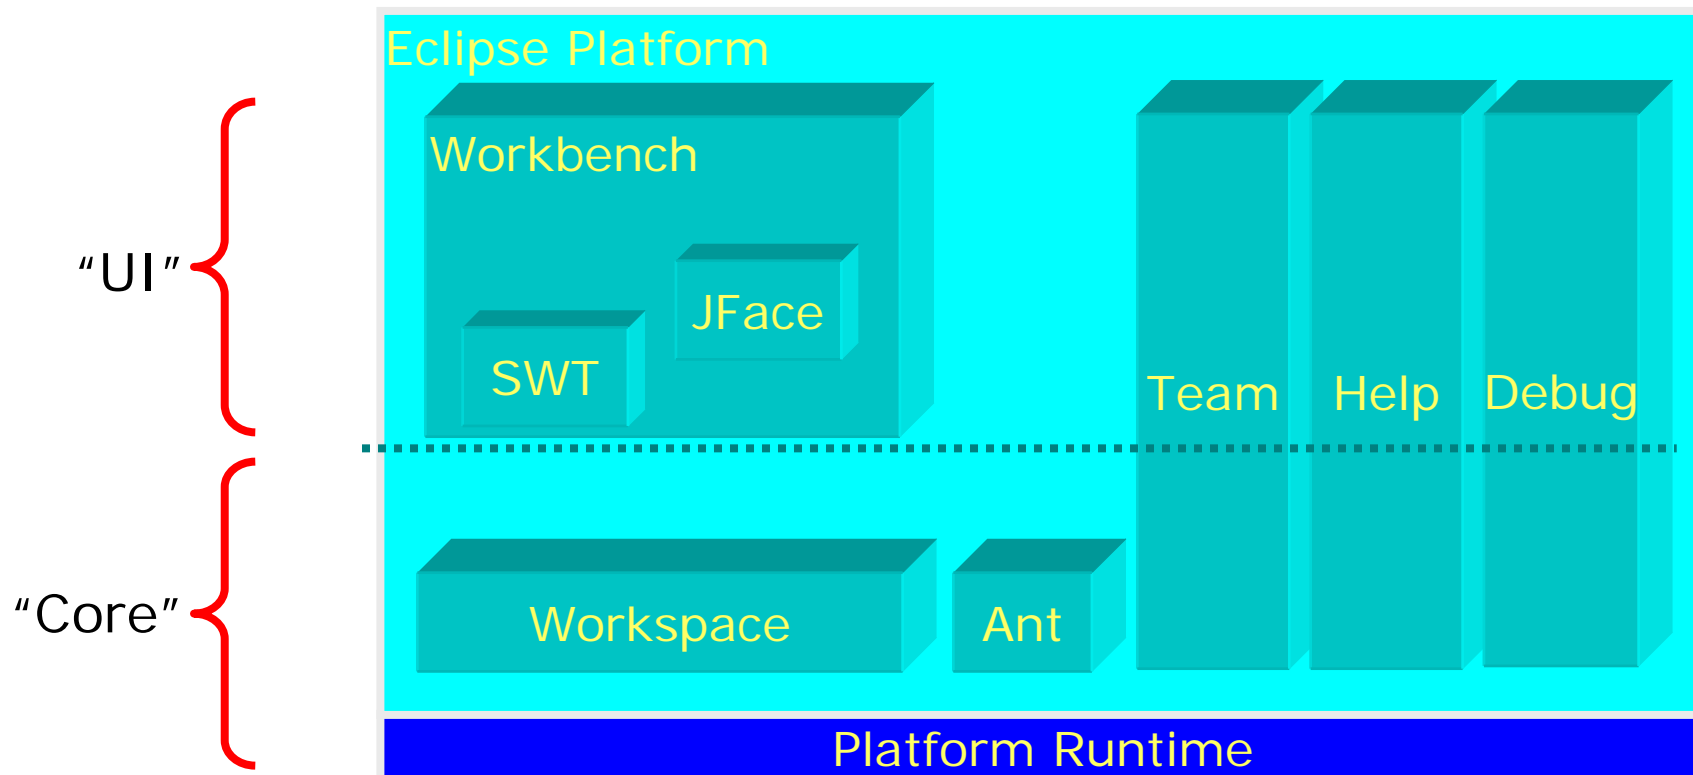 Eclipse Platform
Workbench
“UI”
JFace
SWT
Team
Help
Debug
“Core”
Workspace
Ant
Platform Runtime